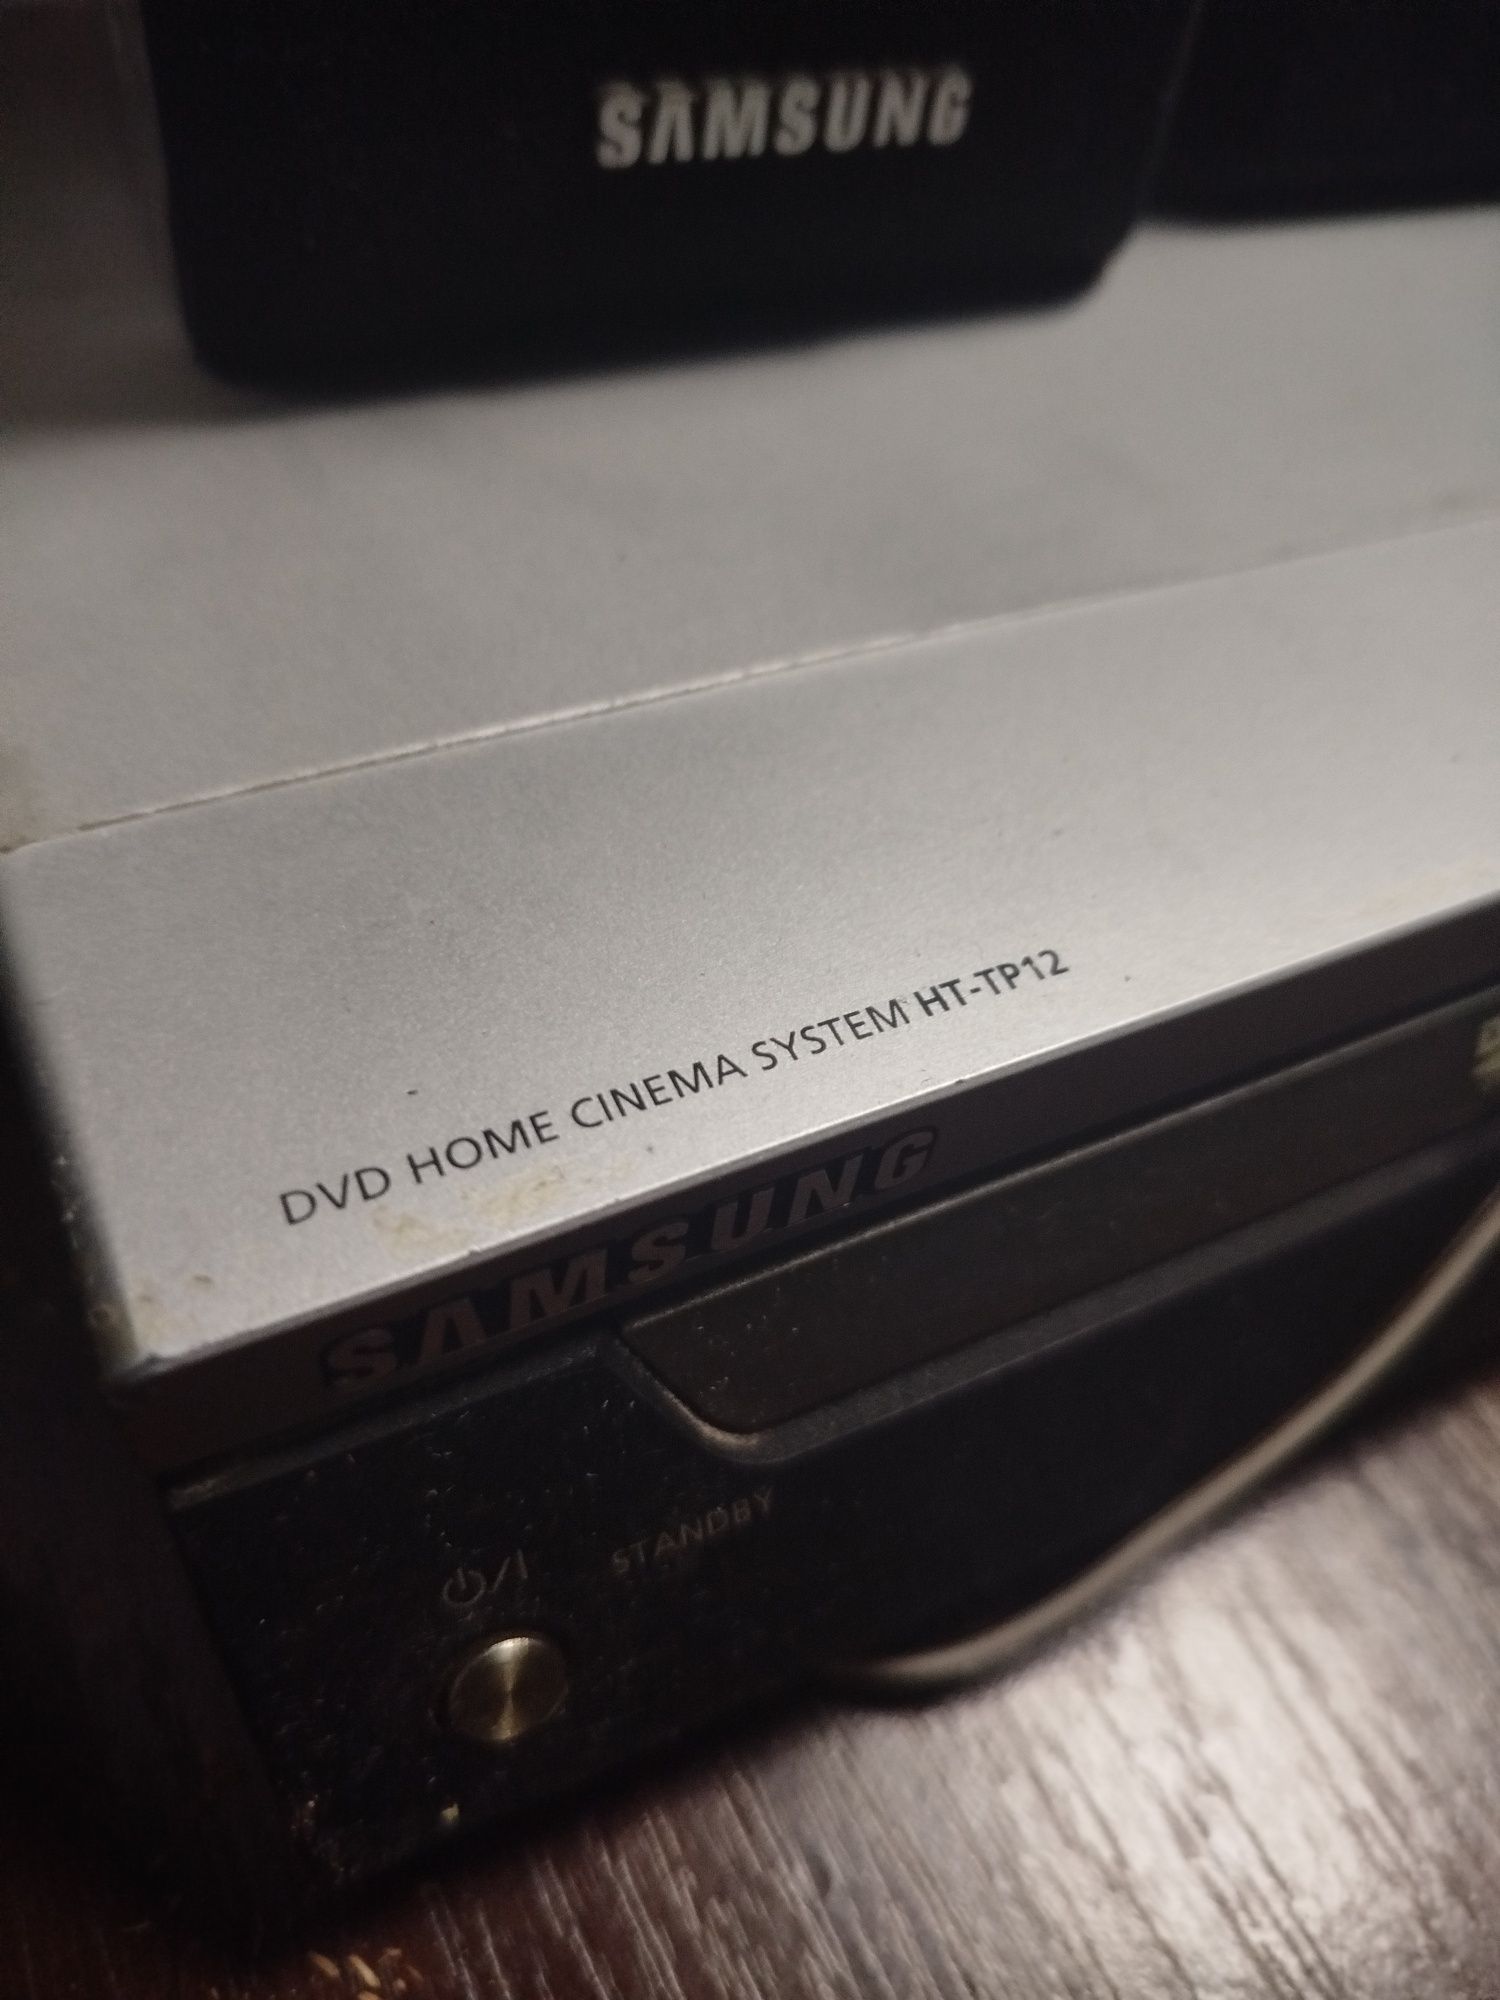 SAMSUNG
DVD HOME CINEMA SYSTEM HT-TP12
SAMSUNG
STANDBY
⏻/I